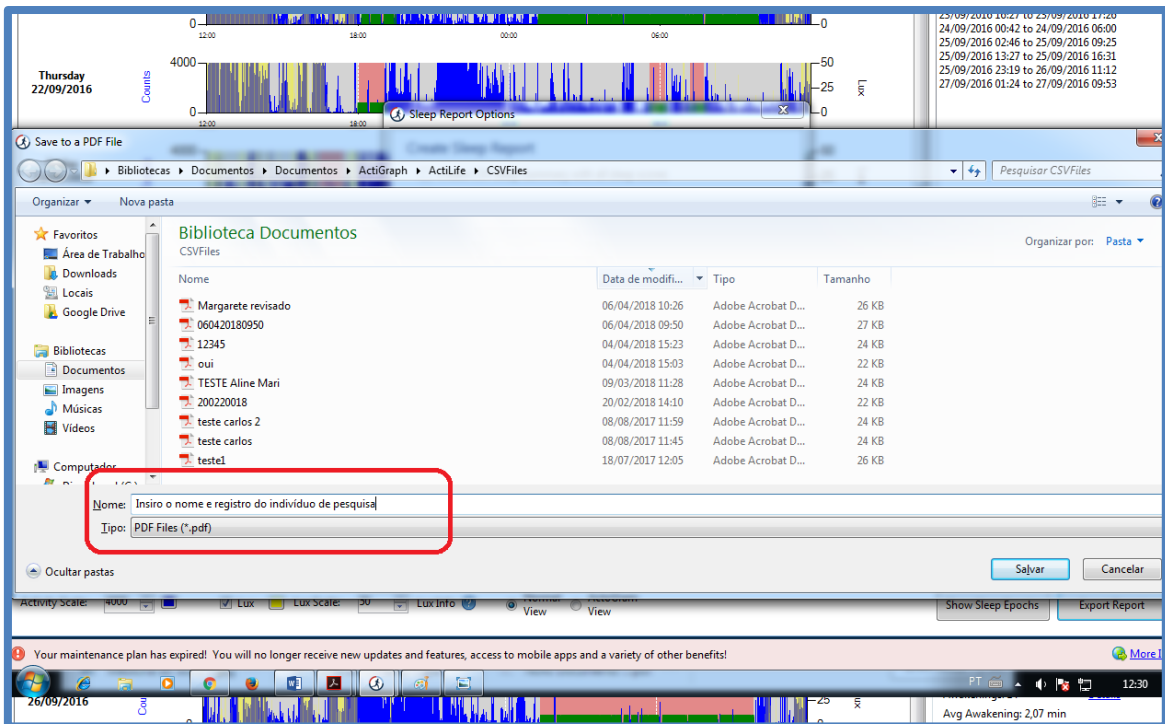 23/09/2016 16:27 to 23/09/2016 17:26
24/09/2016 00:42 to 24/09/2016 06:00
25/09/2016 02:46 to 25/09/2016 09:25
25/09/2016 13:27 to 25/09/2016 16:31
25/09/2016 23:19 to 26/09/2016 11:12
27/09/2016 01:24 to 27/09/2016 09:53
0
12:00
18:00
00:00
06:00
0
Thursday
22/09/2016
Counts
4000
0
12:00
18:00
50
25
0
Lux
Sleep Report Options
Create Sleep Report
Save to a PDF File
Bibliotecas Documentos Documentos ActiGraph ActiLife CSVFiles
Pesquisar CSVFiles
Organizar Nova pasta
Favoritos
Área de Trabalho
Downloads
Locais
Google Drive
Bibliotecas
Documentos
Imagens
Músicas
Vídeos
Computador
Biblioteca Documentos
CSVFiles
Organizar por: Pasta
Nome Data de modifi... Tipo Tamanho
Margarete revisado 06/04/2018 10:26 Adobe Acrobat D... 26 KB
060420180950 06/04/2018 09:50 Adobe Acrobat D... 27 KB
12345 04/04/2018 15:23 Adobe Acrobat D... 24 KB
oui 04/04/2018 15:03 Adobe Acrobat D... 22 KB
TESTE Aline Mari 09/03/2018 11:28 Adobe Acrobat D... 24 KB
200220018 20/02/2018 14:10 Adobe Acrobat D... 22 KB
teste carlos 2 08/08/2017 11:59 Adobe Acrobat D... 24 KB
teste carlos 08/08/2017 11:45 Adobe Acrobat D... 24 KB
teste1 18/07/2017 12:05 Adobe Acrobat D... 26 KB
Nome: Insiro o nome e registro do indivíduo de pesquisa
Tipo: PDF Files (*.pdf)
Ocultar pastas
Salvar
Cancelar
Activity Scale: 4000 Lux Lux Scale: 50 Lux Info
View
View
Show Sleep Epochs
Export Report
Your maintenance plan has expired! You will no longer receive new updates and features, access to mobile apps and a variety of other benefits!
More I
PT
12:30
26/09/2016
25
Avg Awakening: 2,07 min